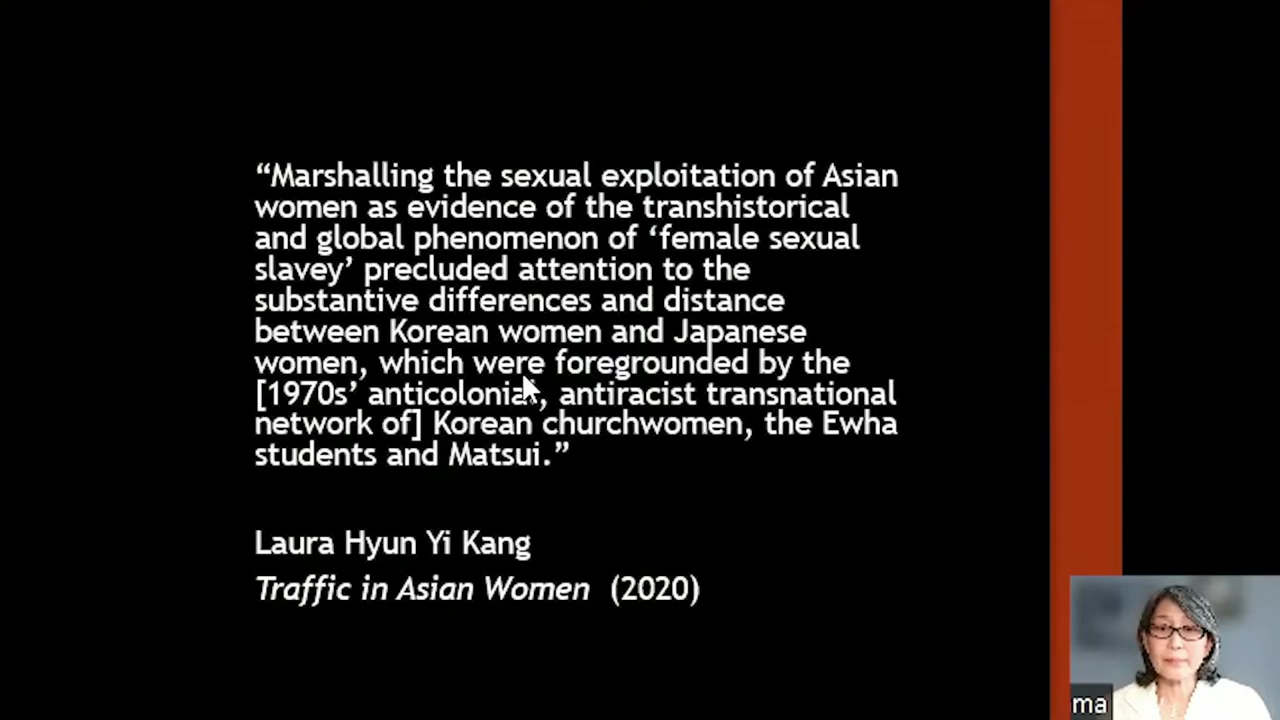 “Marshalling the sexual exploitation of Asian
women as evidence of the transhistorical
and global phenomenon of ‘female sexual
slavey’ precluded attention to the
substantive differences and distance
between Korean women and Japanese
women, which were foregrounded by the
[1970s’ anticolonial, antiracist transnational
network of] Korean churchwomen, the Ewha
students and Matsui.”
Laura Hyun Yi Kang
Traffic in Asian Women (2020)
ma